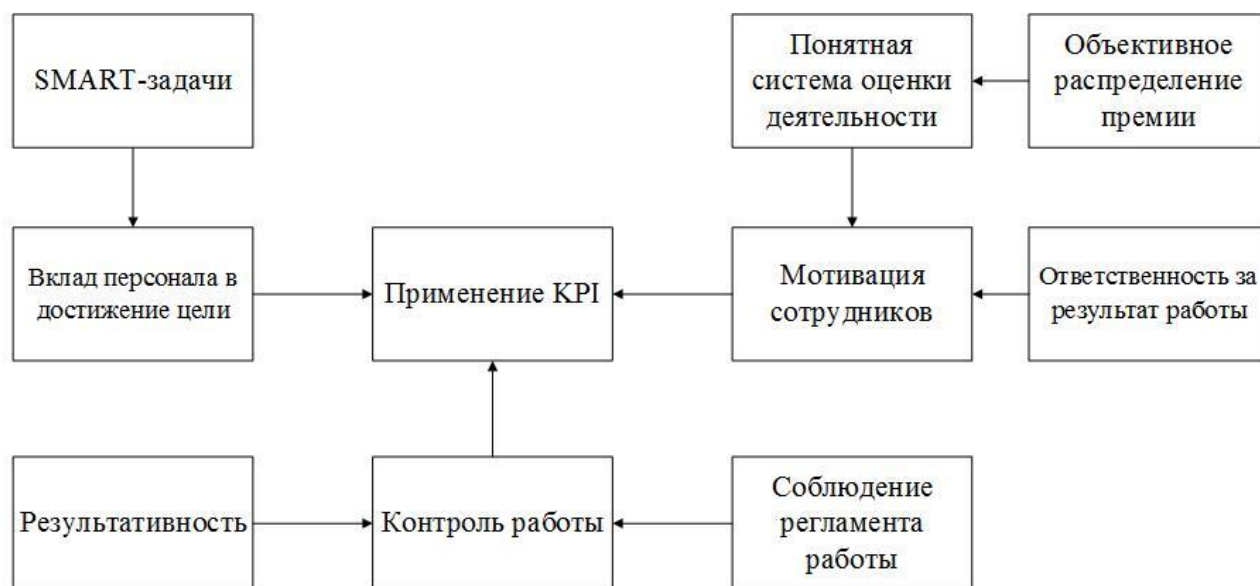 SMART-задачи
Понятная
система оценки
деятельности
Объективное
распределение
премии
Вклад персонала в
достижение цели
Применение KPI
Мотивация
сотрудников
Ответственность за
результат работы
Результативность
Контроль работы
Соблюдение
регламента
работы